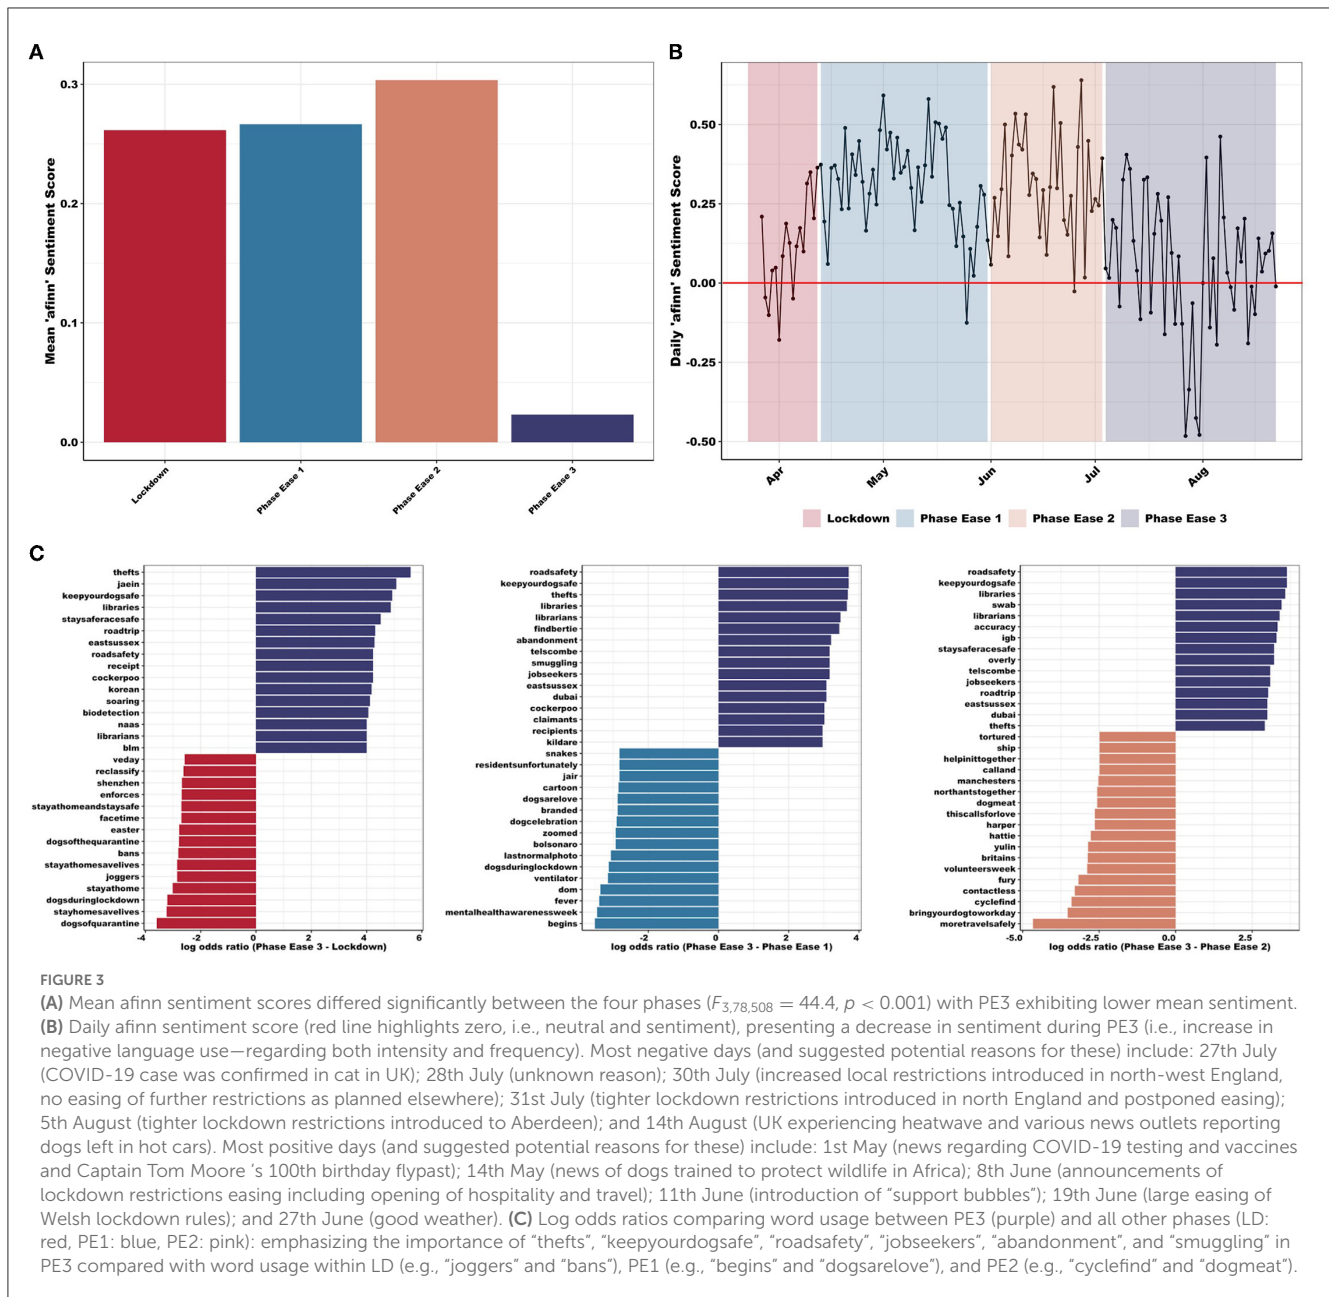 A
Mean 'afinn' Sentiment Score
0.3
0.2
0.1
0.0
Lockdown
Phase Ease 1
Phase Ease 2
Phase Ease 3
B
Daily 'afinn' Sentiment Score
0.50
0.25
0.00
-0.25
-0.50
Apr
May
Jun
Jul
Aug
Lockdown
Phase Ease 1
Phase Ease 2
Phase Ease 3
C
thefts
jaein
keepyourdogsafe
libraries
staysaferacesafe
roadtrip
eastsussex
roadsafety
receipt
cockerpoo
korean
soaring
biodetection
naas
librarians
blm
veday
reclassify
shenzhen
enforces
stayathomeandstaysafe
facetime
easter
dogsofthequarantine
bans
stayathomesavelives
joggers
stayathome
dogsduringlockdown
stayhomesavelives
dogsofquarantine
-4
-2
0
2
4
6
log odds ratio (Phase Ease 3 - Lockdown)
roadsafety
keepyourdogsafe
thefts
libraries
librarians
findbertie
abandonment
telscombe
smuggling
jobseekers
eastsussex
dubai
cockerpoo
claimants
recipients
kildare
snakes
residentsunfortunately
jair
cartoon
dogsarelove
branded
dogcelebration
zoomed
bolsonaro
lastnormalphoto
dogsduringlockdown
ventilator
dom
fever
mentalhealthawarenessweek
begins
-4
-2
0
2
4
log odds ratio (Phase Ease 3 - Phase Ease 1)
roadsafety
keepyourdogsafe
libraries
swab
librarians
accuracy
igb
staysaferacesafe
overly
telscombe
jobseekers
roadtrip
eastsussex
dubai
thefts
tortured
ship
helpinittogether
calland
manchesters
northantstogether
dogmeat
thiscallsforlove
harper
hattie
yulin
britains
volunteersweek
fury
contactless
cyclefind
bringyourdogtoworkday
moretravelsafely
-5.0
-2.5
0.0
2.5
log odds ratio (Phase Ease 3 - Phase Ease 2)
FIGURE 3
(A) Mean afinn sentiment scores differed significantly between the four phases (F3,78,508 = 44.4, p < 0.001) with PE3 exhibiting lower mean sentiment.
(B) Daily afinn sentiment score (red line highlights zero, i.e., neutral and sentiment), presenting a decrease in sentiment during PE3 (i.e., increase in
negative language use—regarding both intensity and frequency). Most negative days (and suggested potential reasons for these) include: 27th July
(COVID-19 case was confirmed in cat in UK); 28th July (unknown reason); 30th July (increased local restrictions introduced in north-west England,
no easing of further restrictions as planned elsewhere); 31st July (tighter lockdown restrictions introduced in north England and postponed easing);
5th August (tighter lockdown restrictions introduced to Aberdeen); and 14th August (UK experiencing heatwave and various news outlets reporting
dogs left in hot cars). Most positive days (and suggested potential reasons for these) include: 1st May (news regarding COVID-19 testing and vaccines
and Captain Tom Moore 's 100th birthday flypast); 14th May (news of dogs trained to protect wildlife in Africa); 8th June (announcements of
lockdown restrictions easing including opening of hospitality and travel); 11th June (introduction of "support bubbles"); 19th June (large easing of
Welsh lockdown rules); and 27th June (good weather). (C) Log odds ratios comparing word usage between PE3 (purple) and all other phases (LD:
red, PE1: blue, PE2: pink): emphasizing the importance of "thefts", "keepyourdogsafe", "roadsafety", "jobseekers", "abandonment", and "smuggling" in
PE3 compared with word usage within LD (e.g., "joggers" and "bans"), PE1 (e.g., "begins" and "dogsarelove"), and PE2 (e.g., "cyclefind" and "dogmeat").